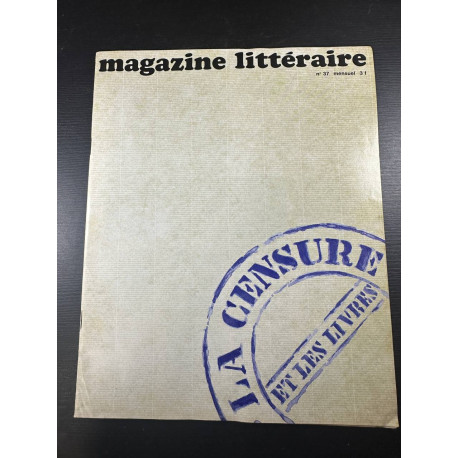 magazine littéraire
n° 37 mensuel 3 f
LA CENSURE
ET LES LIVRES